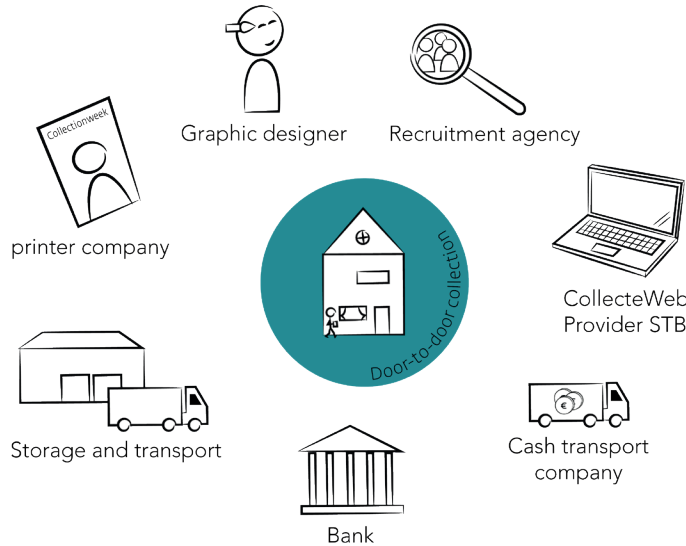 Graphic designer
Recruitment agency
Collectionweek
printer company
Door-to-door collection
CollecteWeb
Provider STB
Storage and transport
€
Cash transport
company
Bank